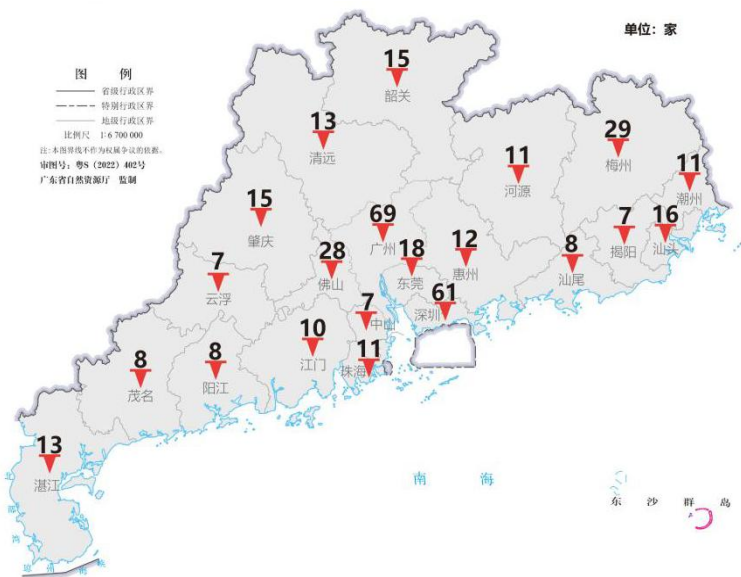 单位：家
图 例
省级行政区界
特别行政区界
地级行政区界
比例尺 1:6 700 000
注：本图界线不作为权属争议的依据。
审图号：粤S（2022）402号
广东省自然资源厅 监制
15
韶关
13
清远
29
梅州
11
河源
11
潮州
15
肇庆
69
广州
7
揭阳
16
汕头
28
佛山
18
东莞
12
惠州
8
汕尾
7
云浮
61
深圳
7
中山
10
江门
11
珠海
8
茂名
8
阳江
13
湛江
南 海
东 沙 群 岛
北
部
湾
琼 州 海 峡